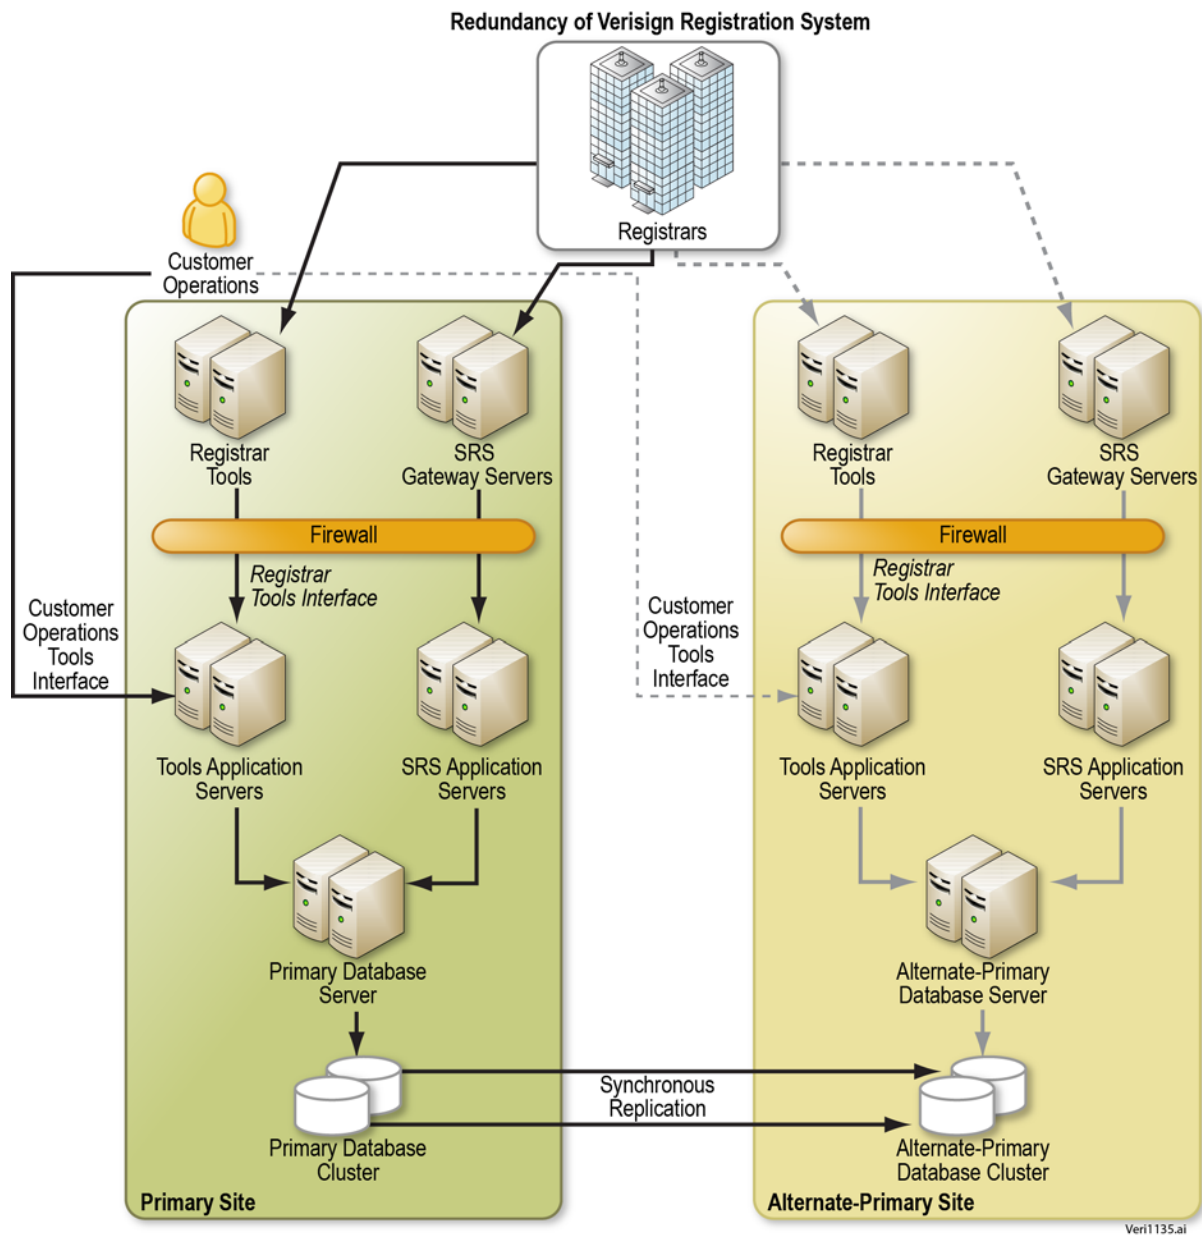 Redundancy of Verisign Registration System
Registrars
Customer
Operations
Registrar
Tools
SRS
Gateway Servers
Firewall
Registrar
Tools Interface
Customer
Operations
Tools
Interface
Tools Application
Servers
SRS Application
Servers
Primary Database
Server
Primary Database
Cluster
Primary Site
Synchronous
Replication
Registrar
Tools
SRS
Gateway Servers
Firewall
Registrar
Tools Interface
Customer
Operations
Tools
Interface
Tools Application
Servers
SRS Application
Servers
Alternate-Primary
Database Server
Alternate-Primary
Database Cluster
Alternate-Primary Site
Veri1135.ai